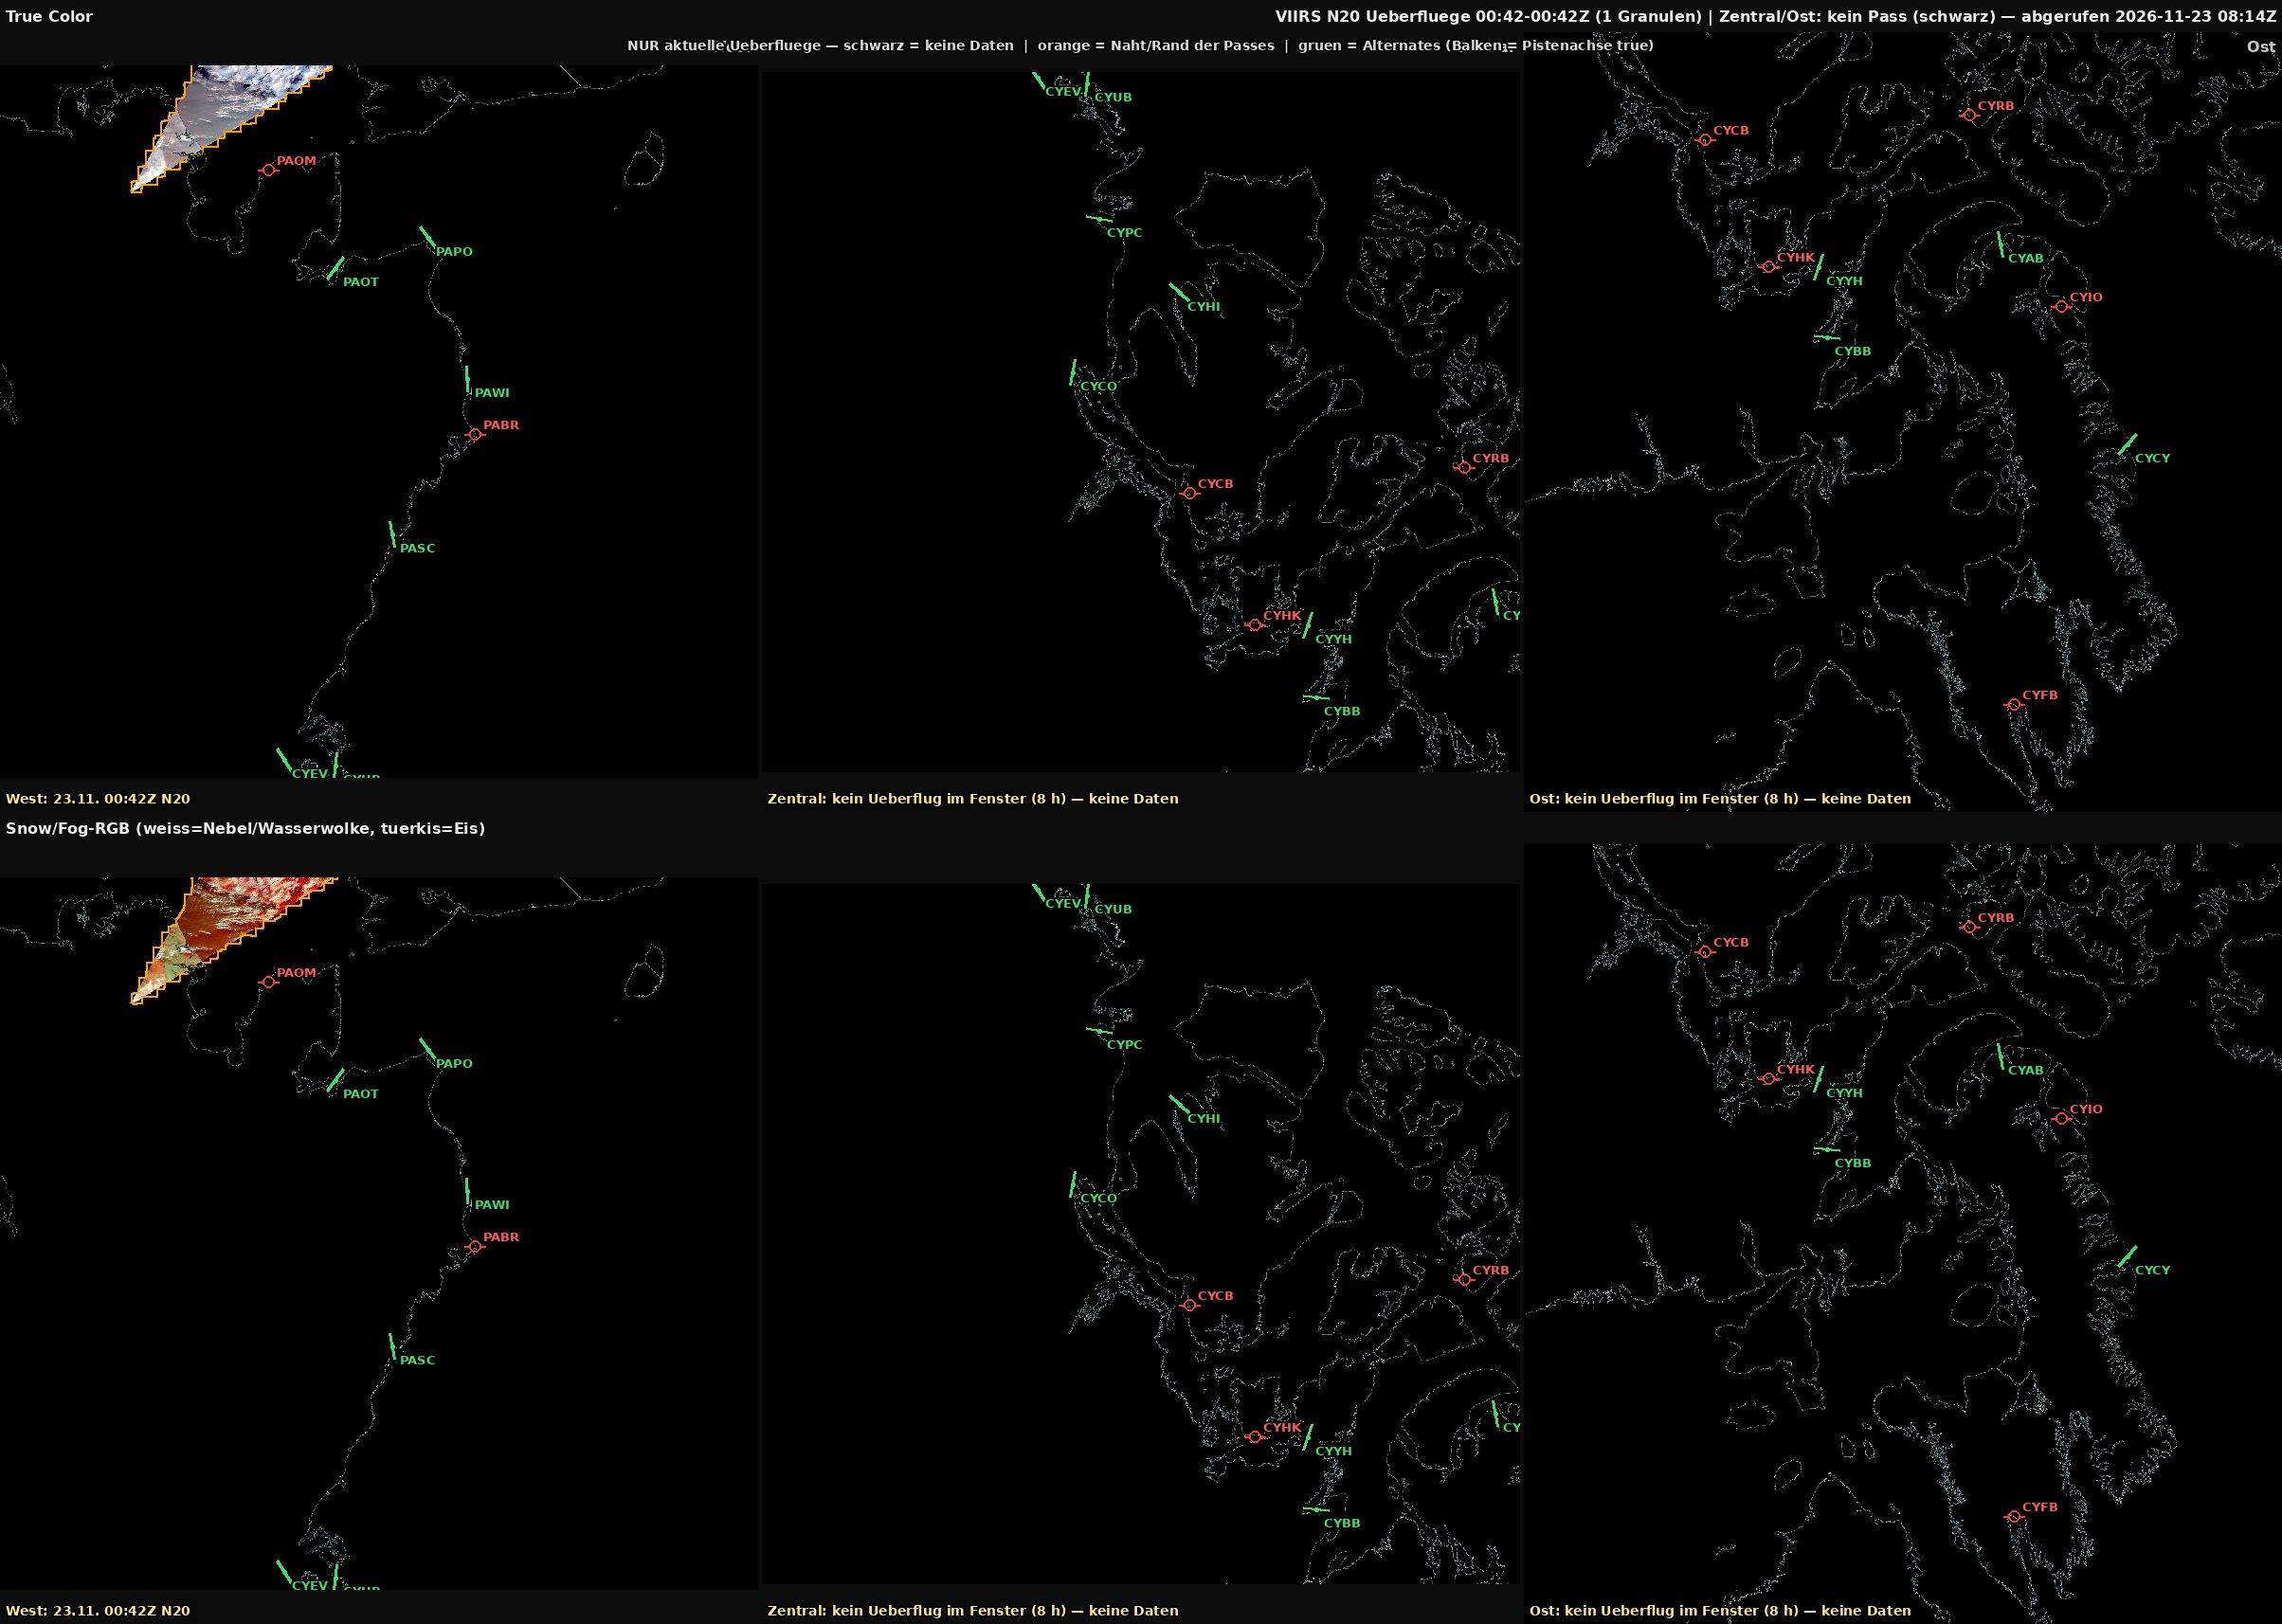 True Color
VIIRS N20 Ueberfluege 00:42-00:42Z (1 Granulen) | Zentral/Ost: kein Pass (schwarz) — abgerufen 2026-11-23 08:14Z
NUR aktuelle Ueberfluege — schwarz = keine Daten | orange = Naht/Rand der Passes | gruen = Alternates (Balken = Pistenachse true)
Ost
PAOM
PAPO
PAOT
PAWI
PABR
PASC
CYEV
CYUB
West: 23.11. 00:42Z N20
CYEV
CYUB
CYPC
CYHI
CYCO
CYRB
CYCB
CYHK
CYYH
CY
CYBB
Zentral: kein Ueberflug im Fenster (8 h) — keine Daten
CYRB
CYCB
CYHK
CYAB
CYYH
CYIO
CYBB
CYCY
CYFB
Ost: kein Ueberflug im Fenster (8 h) — keine Daten
Snow/Fog-RGB (weiss=Nebel/Wasserwolke, tuerkis=Eis)
PAOM
PAPO
PAOT
PAWI
PABR
PASC
CYEV
CYUB
West: 23.11. 00:42Z N20
CYEV
CYUB
CYPC
CYHI
CYCO
CYRB
CYCB
CYHK
CYYH
CY
CYBB
Zentral: kein Ueberflug im Fenster (8 h) — keine Daten
CYRB
CYCB
CYHK
CYAB
CYYH
CYIO
CYBB
CYCY
CYFB
Ost: kein Ueberflug im Fenster (8 h) — keine Daten